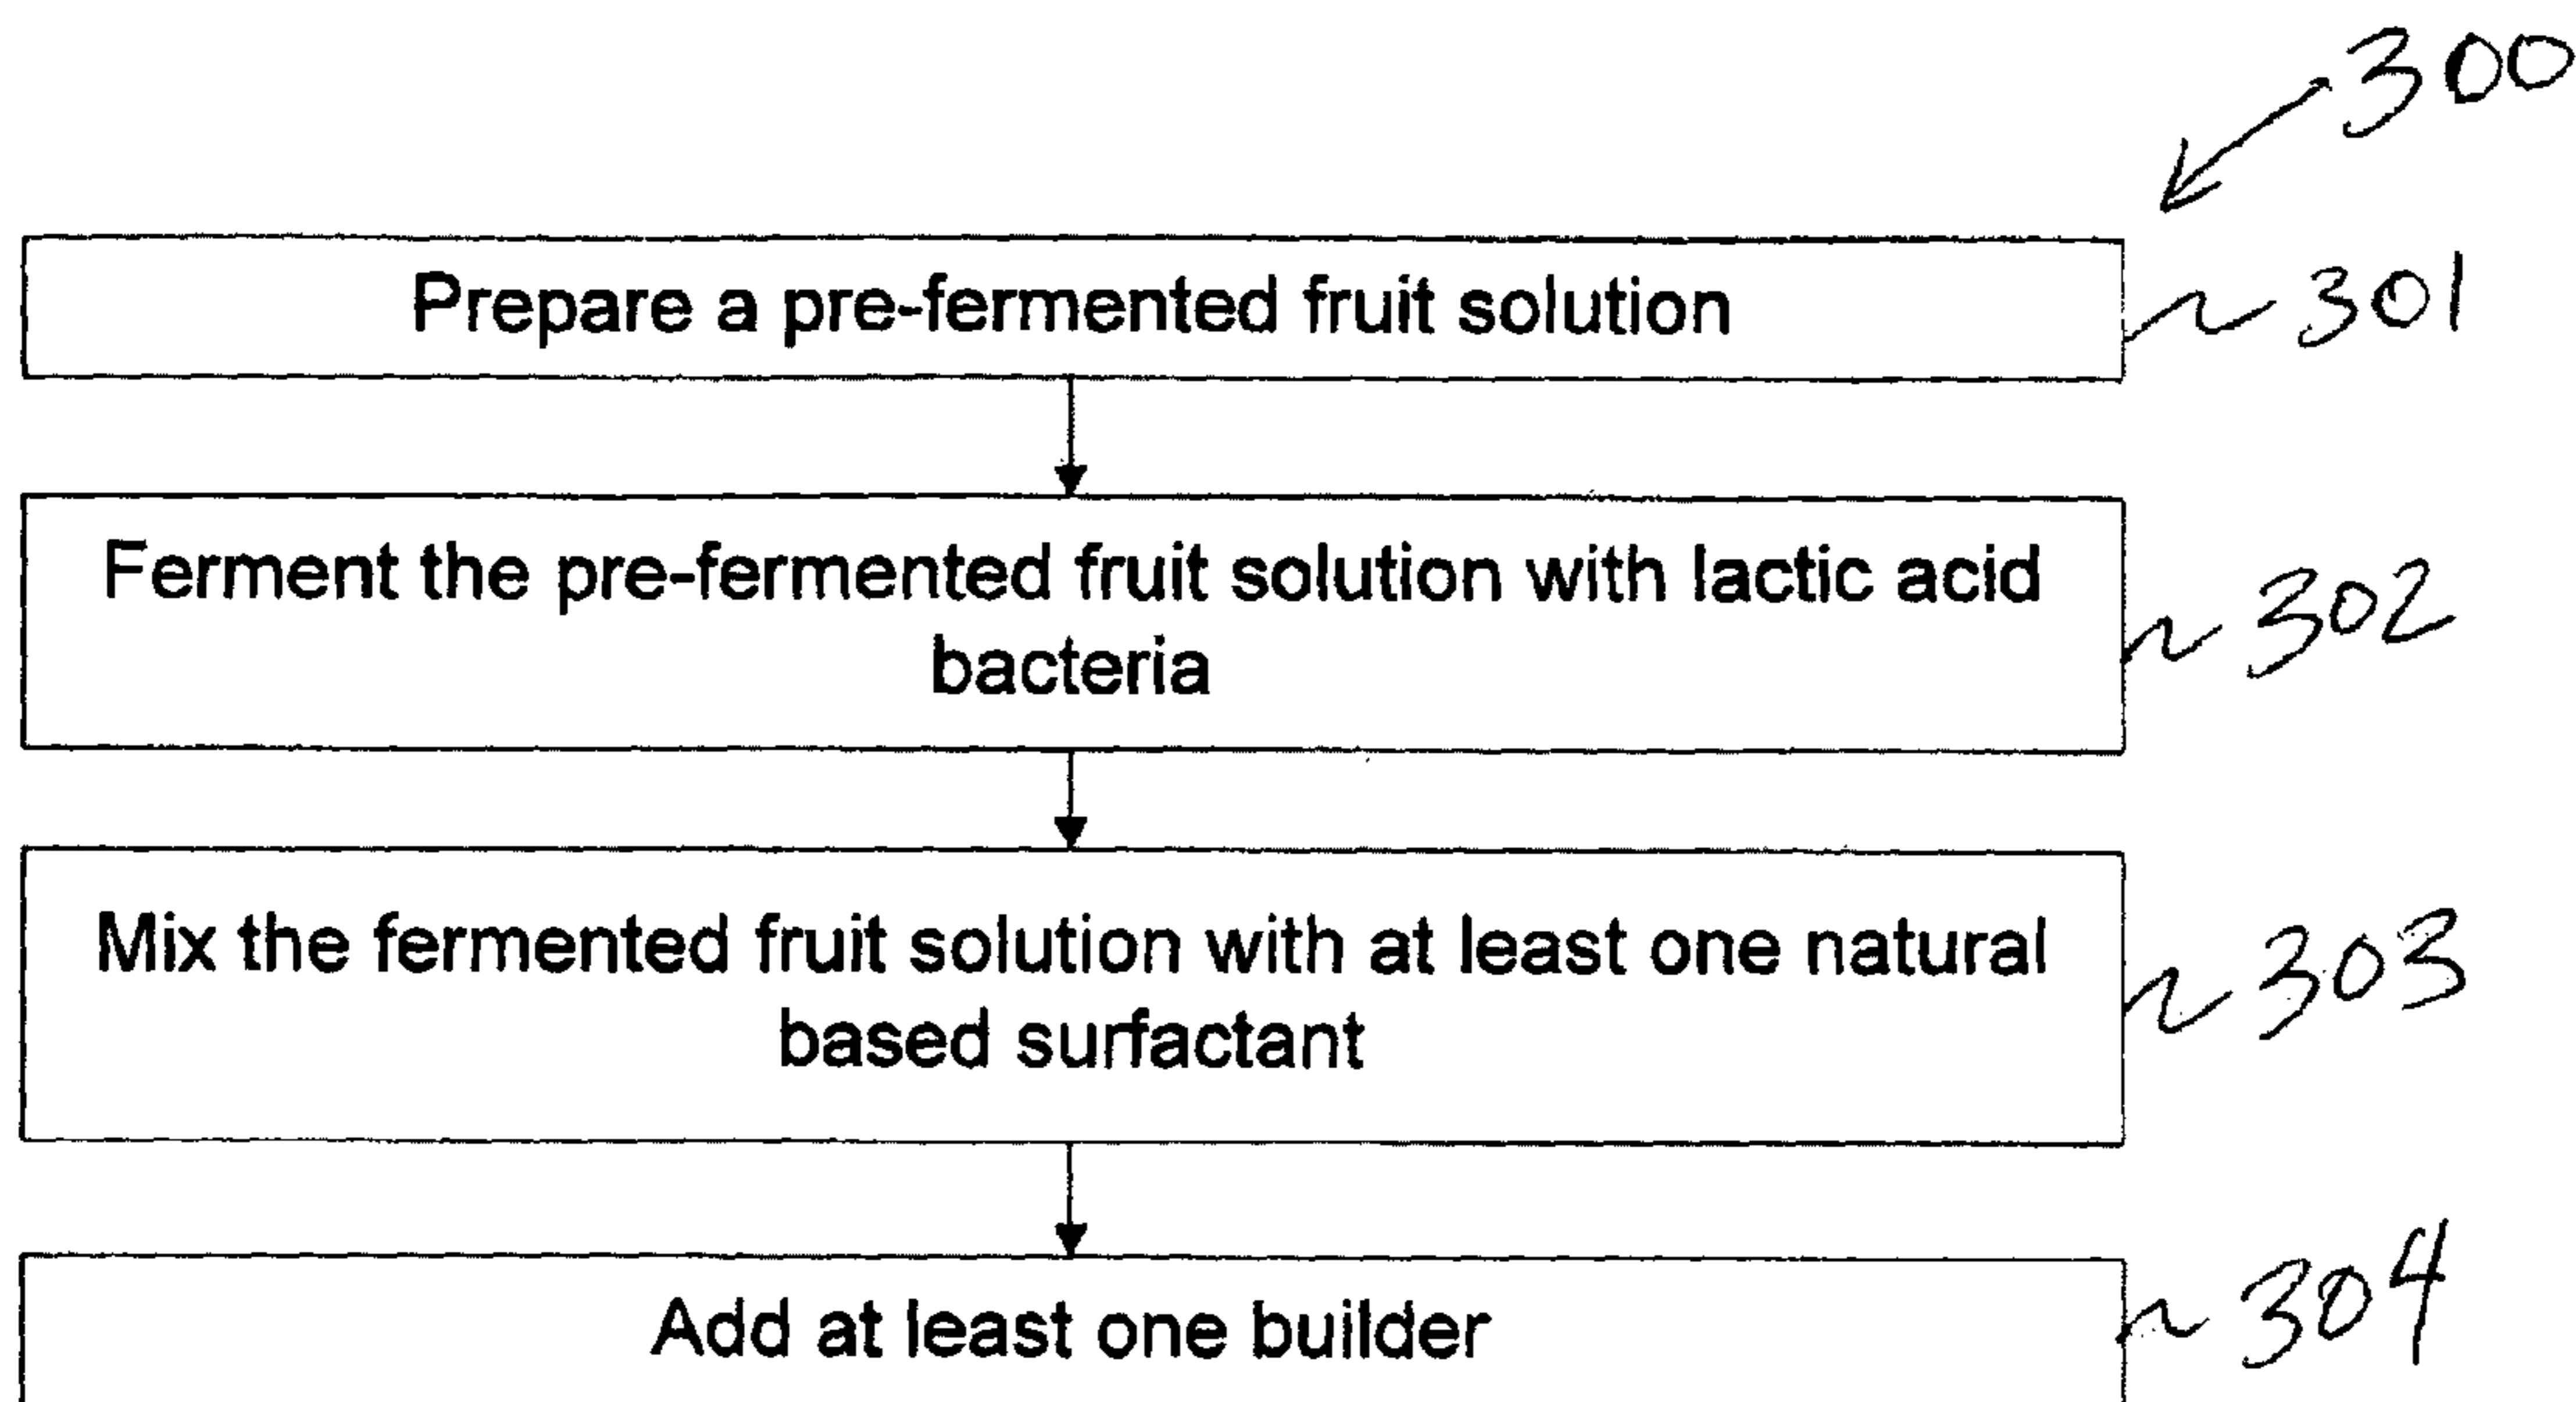 300
Prepare a pre-fermented fruit solution
301
Ferment the pre-fermented fruit solution with lactic acid
bacteria
302
Mix the fermented fruit solution with at least one natural
based surfactant
303
Add at least one builder
304